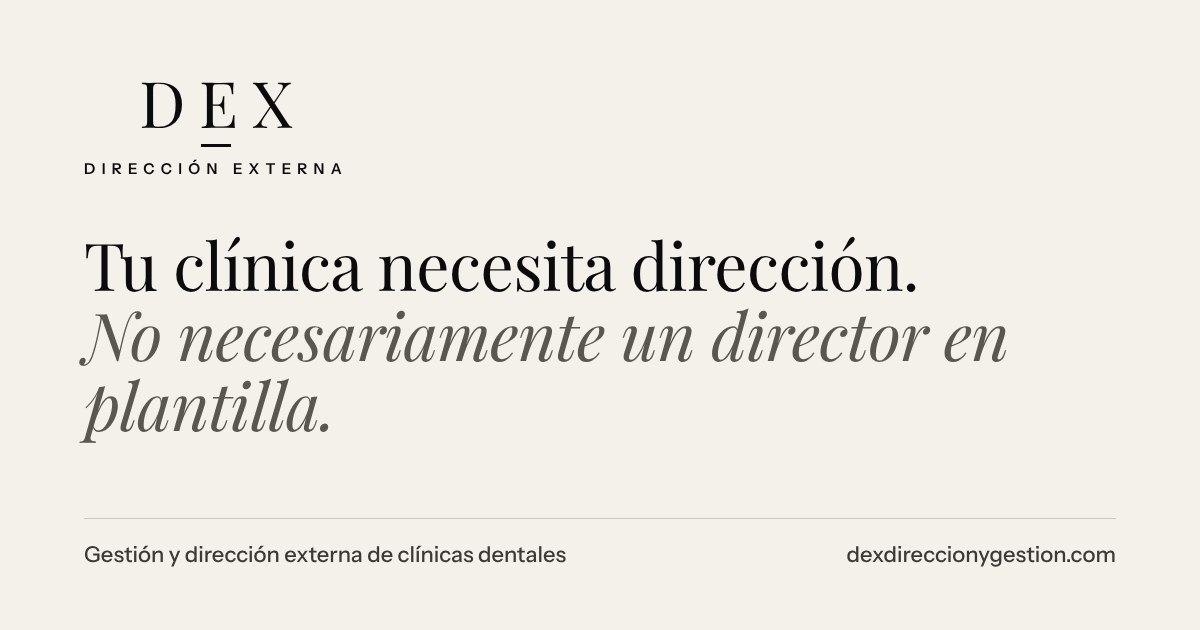 DEX
DIRECCIÓN EXTERNA
Tu clínica necesita dirección.
No necesariamente un director en
plantilla.
Gestión y dirección externa de clínicas dentales
dexdireccionygestion.com